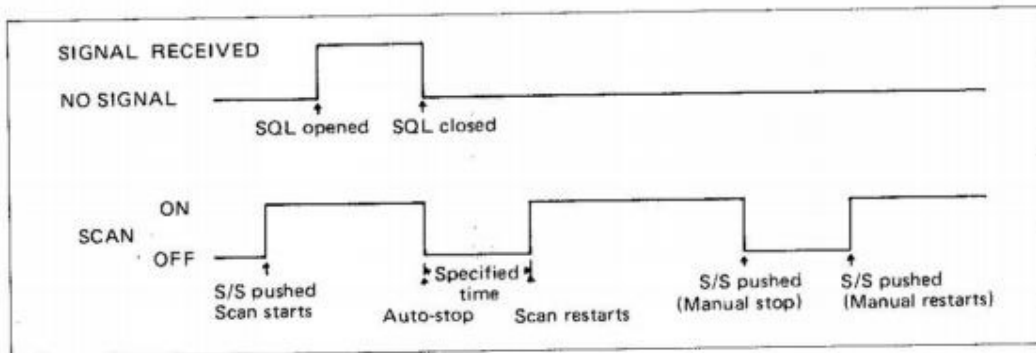 SIGNAL RECEIVED
NO SIGNAL
SQL opened
SQL closed
ON
SCAN
OFF
S/S pushed
Scan starts
Specified
time
Auto-stop
Scan restarts
S/S pushed
(Manual stop)
S/S pushed
(Manual restarts)